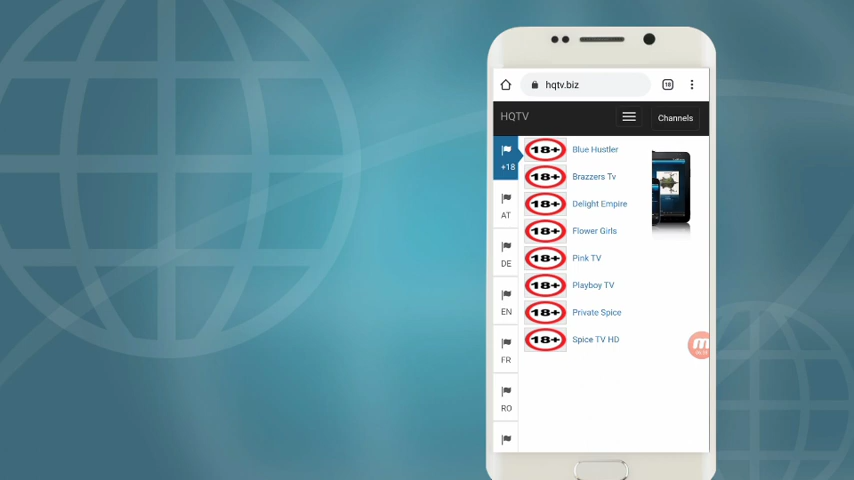 hqtv.biz
18
HQTV
Channels
+18
18+ Blue Hustler
18+ Brazzers Tv
18+ Delight Empire
AT
18+ Flower Girls
DE
18+ Pink TV
18+ Playboy TV
EN
18+ Private Spice
18+ Spice TV HD
FR
RO
M